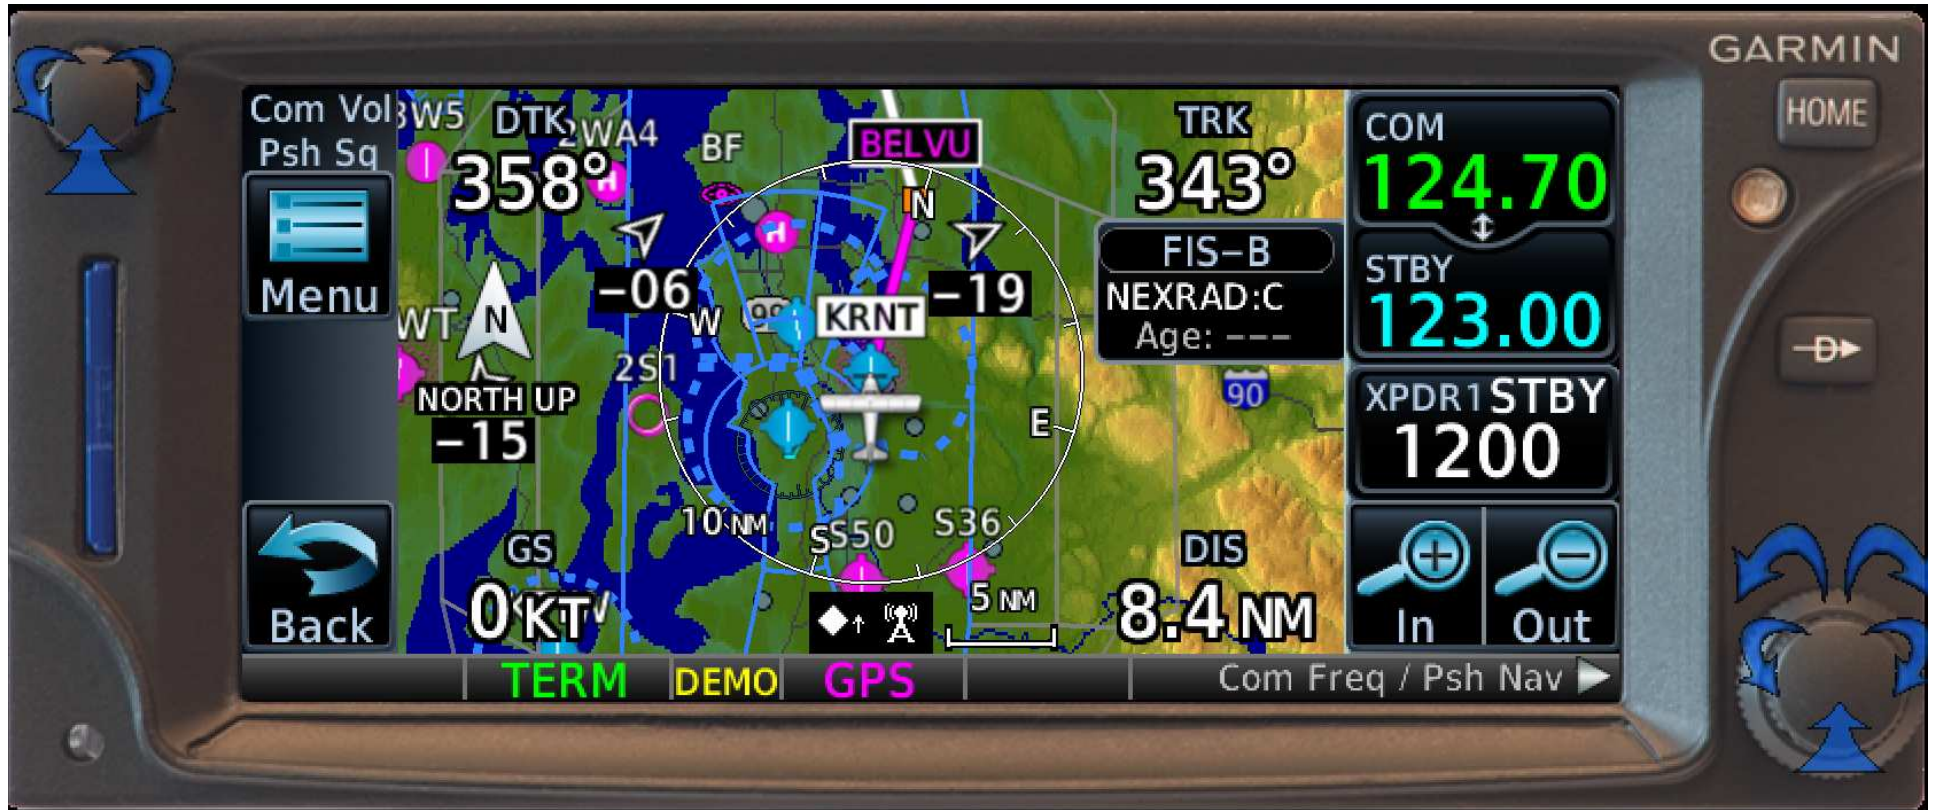 GARMIN
HOME
Com Vol
Psh Sq
Menu
Back
3W5
DTK
358°
2WA4
H
BF
BELVU
TRK
343°
COM
124.70
STBY
123.00
XPDR1 STBY
1200
In
Out
FIS-B
NEXRAD:C
Age: ---
N
H
-06
-19
W
KRNT
WT
N
NORTH UP
-15
2S1
90
E
10 NM
S
S50
S36
GS
0 KT
5 NM
DIS
8.4 NM
TERM
DEMO
GPS
Com Freq / Psh Nav
D